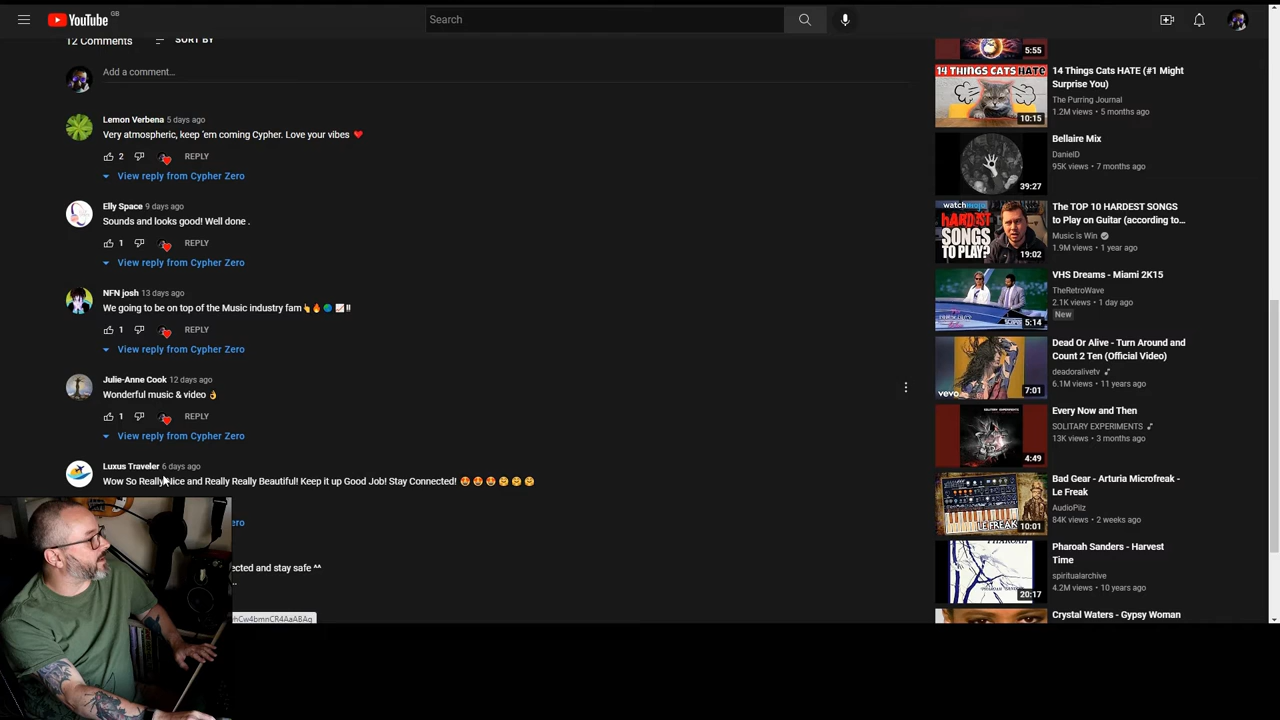 YouTube GB
Search
12 Comments SORT BY
Add a comment...
Lemon Verbena 5 days ago
Very atmospheric, keep 'em coming Cypher. Love your vibes ❤️
2 REPLY
View reply from Cypher Zero
Elly Space 9 days ago
Sounds and looks good! Well done .
1 REPLY
View reply from Cypher Zero
NFN josh 13 days ago
We going to be on top of the Music industry fam👆🔥🌎📈‼️
1 REPLY
View reply from Cypher Zero
Julie-Anne Cook 12 days ago
Wonderful music & video 👌
1 REPLY
View reply from Cypher Zero
Luxus Traveler 6 days ago
Wow So Really Nice and Really Really Beautiful! Keep it up Good Job! Stay Connected! 😍😍😍🤗🤗🤗
ected and stay safe ^^
5:55
14 THINGS CATS HATE
10:15
14 Things Cats HATE (#1 Might
Surprise You)
The Purring Journal
1.2M views • 5 months ago
39:27
Bellaire Mix
DanielD
95K views • 7 months ago
watchmojo
HARDEST
SONGS
TO PLAY?
19:02
The TOP 10 HARDEST SONGS
to Play on Guitar (according to...
Music is Win
1.9M views • 1 year ago
5:14
VHS Dreams - Miami 2K15
TheRetroWave
2.1K views • 1 day ago
New
vevo
7:01
Dead Or Alive - Turn Around and
Count 2 Ten (Official Video)
deadoralivetv
6.1M views • 11 years ago
4:49
Every Now and Then
SOLITARY EXPERIMENTS
13K views • 3 months ago
LE FREAK
10:01
Bad Gear - Arturia Microfreak -
Le Freak
AudioPilz
84K views • 2 weeks ago
PHAROAH
20:17
Pharoah Sanders - Harvest
Time
spiritualarchive
4.2M views • 10 years ago
Crystal Waters - Gypsy Woman